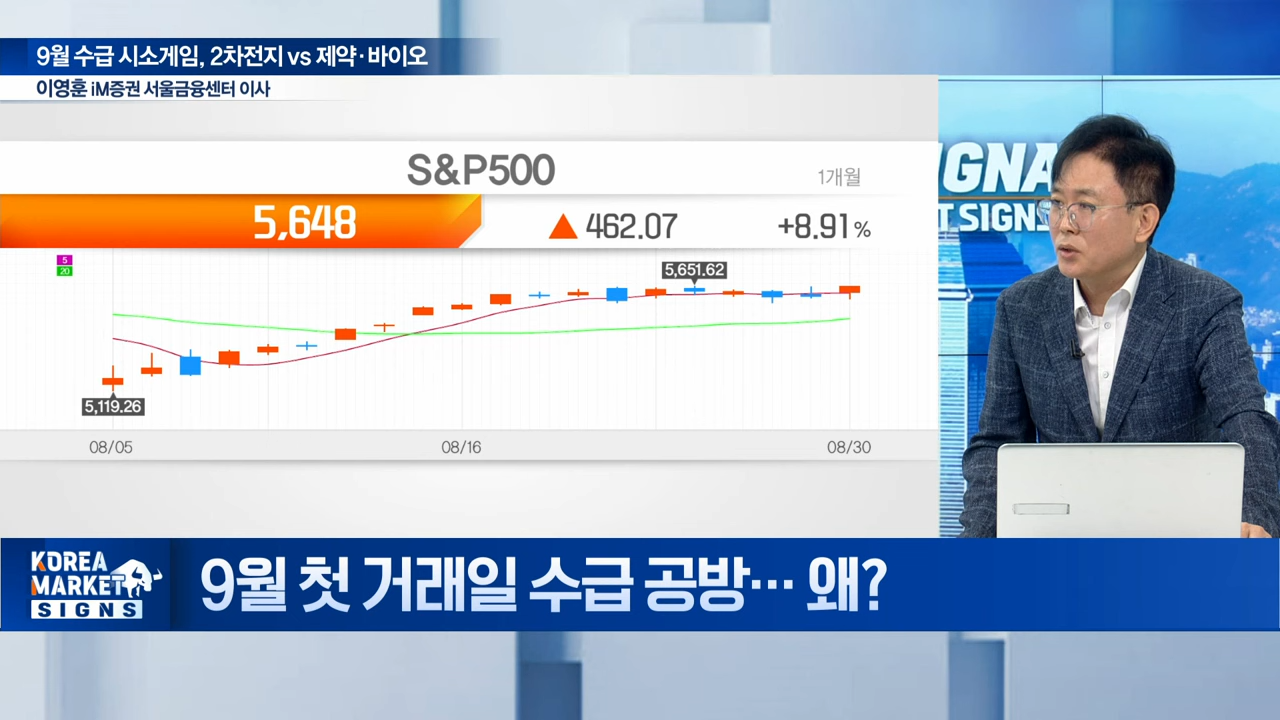 9월 수급 시소게임, 2차전지 vs 제약·바이오
이영훈 iM증권 서울금융센터 이사
S&P500
1개월
5,648
▲ 462.07
+8.91%
5
20
5,651.62
5,119.26
08/05
08/16
08/30
IGNA
T SIGNS
KOREA
MARKET
SIGNS
9월 첫 거래일 수급 공방… 왜?